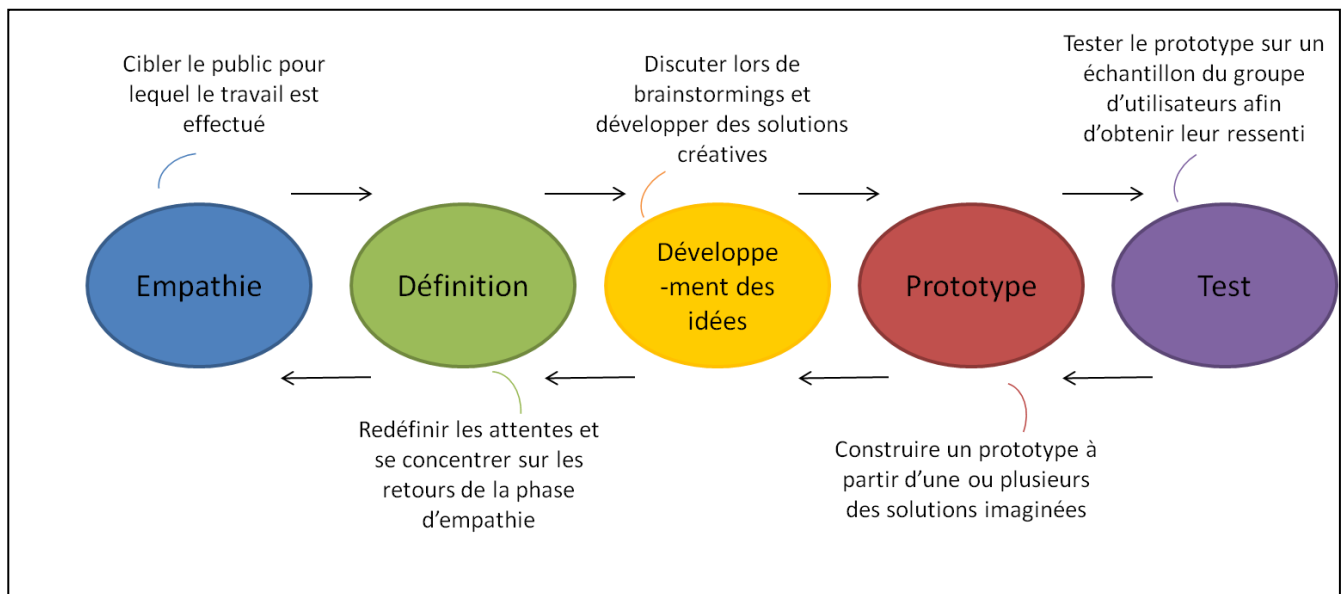 Cibler le public pour
lequel le travail est
effectué
Discuter lors de
brainstormings et
développer des solutions
créatives
Tester le prototype sur un
échantillon du groupe
d’utilisateurs afin
d’obtenir leur ressenti
Empathie
Définition
Développe
-ment des
idées
Prototype
Test
Redéfinir les attentes et
se concentrer sur les
retours de la phase
d’empathie
Construire un prototype à
partir d’une ou plusieurs
des solutions imaginées